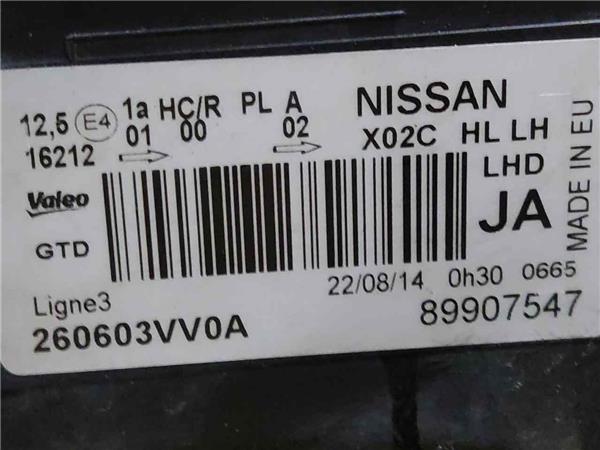 12,5 E4 1a HC/R PL A
01 00 02
16212
NISSAN
X02C HL LH
LHD
JA
MADE IN EU
Valeo
GTD
22/08/14 0h30 0665
Ligne3
260603VV0A
89907547